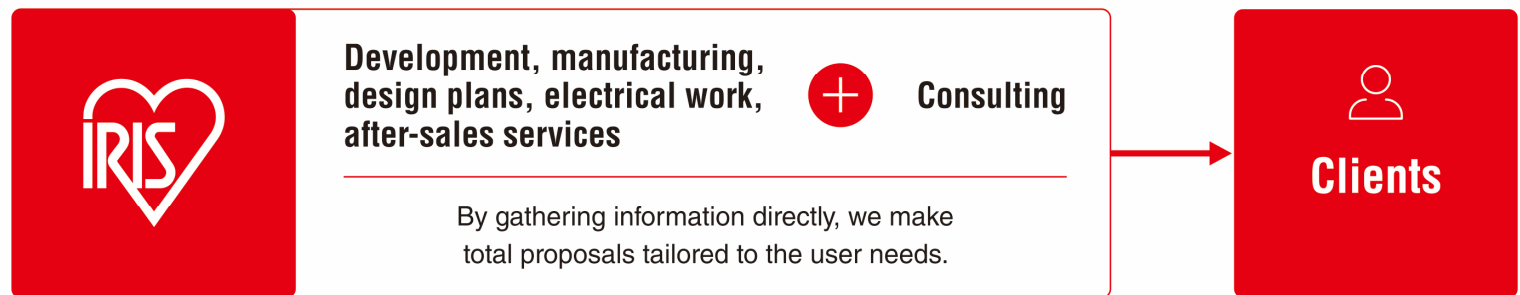 IRIS
Development, manufacturing,
design plans, electrical work,
after-sales services
Consulting
By gathering information directly, we make
total proposals tailored to the user needs.
Clients